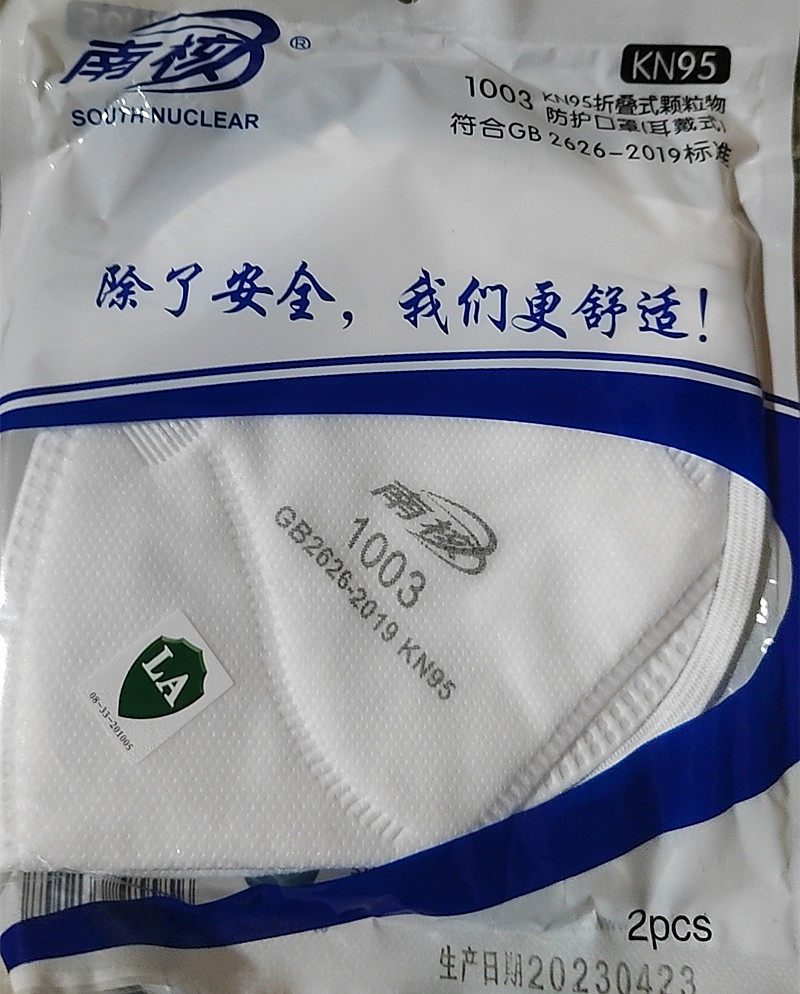 南核®
SOUTH NUCLEAR
KN95
1003 KN95折叠式颗粒物
防护口罩(耳戴式)
符合GB 2626-2019标准
除了安全，我们更舒适！
南核
1003
GB2626-2019 KN95
LA
08-33-201005
2pcs
生产日期20230423